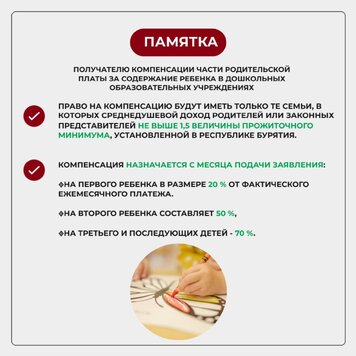 ПАМЯТКА
ПОЛУЧАТЕЛЮ КОМПЕНСАЦИИ ЧАСТИ РОДИТЕЛЬСКОЙ
ПЛАТЫ ЗА СОДЕРЖАНИЕ РЕБЕНКА В ДОШКОЛЬНЫХ
ОБРАЗОВАТЕЛЬНЫХ УЧРЕЖДЕНИЯХ
ПРАВО НА КОМПЕНСАЦИЮ БУДУТ ИМЕТЬ ТОЛЬКО ТЕ СЕМЬИ, В
КОТОРЫХ СРЕДНЕДУШЕВОЙ ДОХОД РОДИТЕЛЕЙ ИЛИ ЗАКОННЫХ
ПРЕДСТАВИТЕЛЕЙ НЕ ВЫШЕ 1,5 ВЕЛИЧИНЫ ПРОЖИТОЧНОГО
МИНИМУМА, УСТАНОВЛЕННОЙ В РЕСПУБЛИКЕ БУРЯТИЯ.
КОМПЕНСАЦИЯ НАЗНАЧАЕТСЯ С МЕСЯЦА ПОДАЧИ ЗАЯВЛЕНИЯ:
НА ПЕРВОГО РЕБЕНКА В РАЗМЕРЕ 20 % ОТ ФАКТИЧЕСКОГО
ЕЖЕМЕСЯЧНОГО ПЛАТЕЖА.
НА ВТОРОГО РЕБЕНКА СОСТАВЛЯЕТ 50 %,
НА ТРЕТЬЕГО И ПОСЛЕДУЮЩИХ ДЕТЕЙ - 70 %.